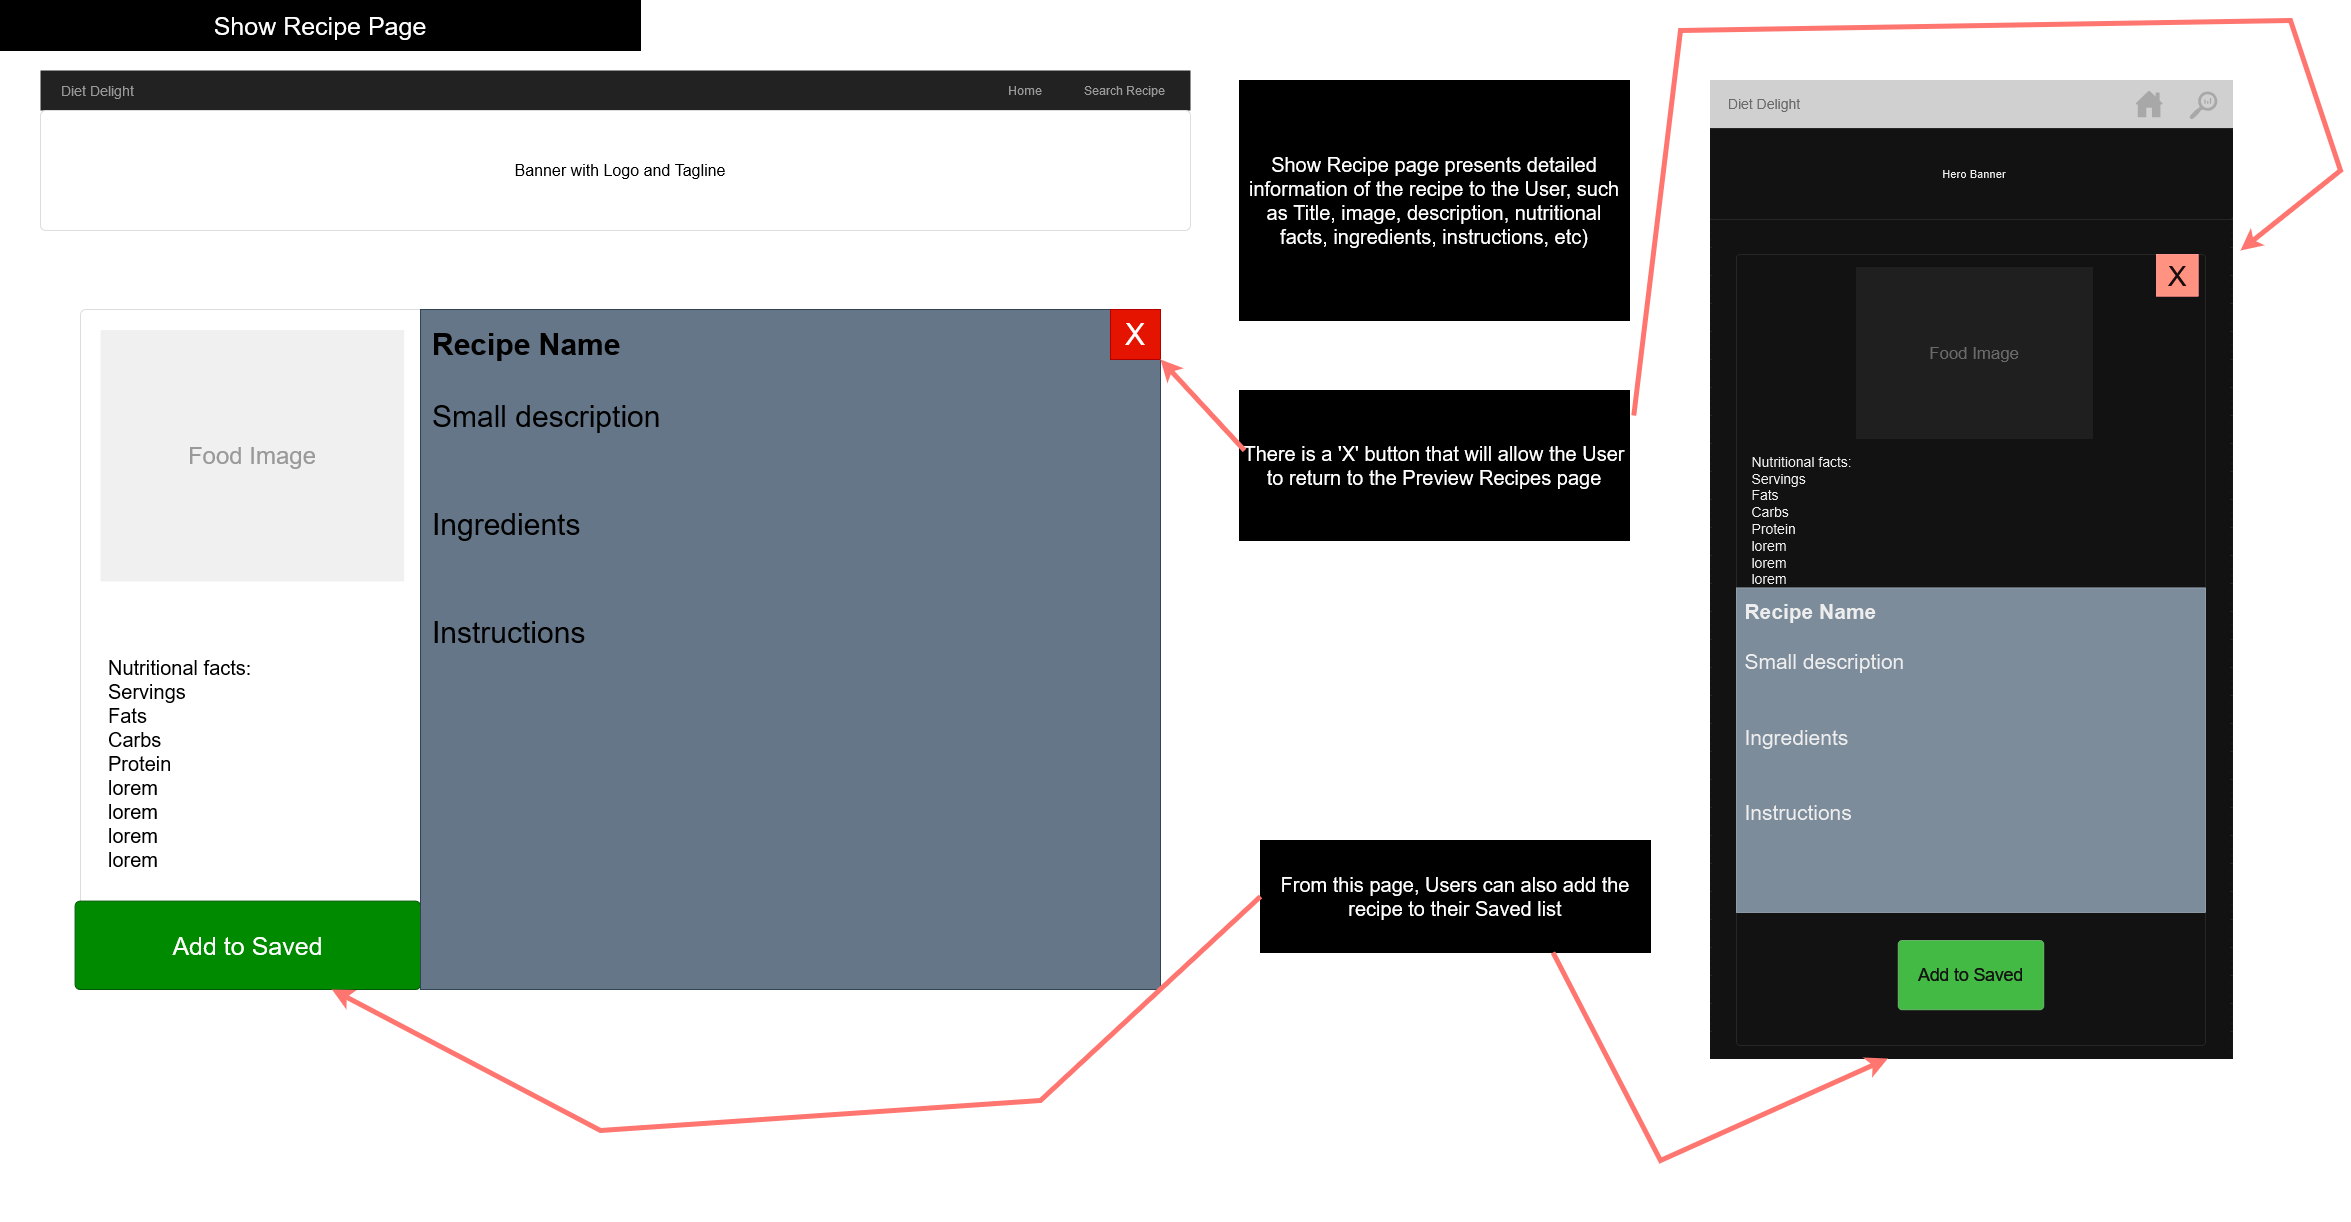 Show Recipe Page
Diet Delight
Home
Search Recipe
Banner with Logo and Tagline
Food Image
Nutritional facts:
Servings
Fats
Carbs
Protein
lorem
lorem
lorem
lorem
Add to Saved
Recipe Name
X
Small description
Ingredients
Instructions
Show Recipe page presents detailed
information of the recipe to the User, such
as Title, image, description, nutritional
facts, ingredients, instructions, etc)
There is a 'X' button that will allow the User
to return to the Preview Recipes page
From this page, Users can also add the
recipe to their Saved list
Diet Delight
Hero Banner
X
Food Image
Nutritional facts:
Servings
Fats
Carbs
Protein
lorem
lorem
lorem
Recipe Name
Small description
Ingredients
Instructions
Add to Saved